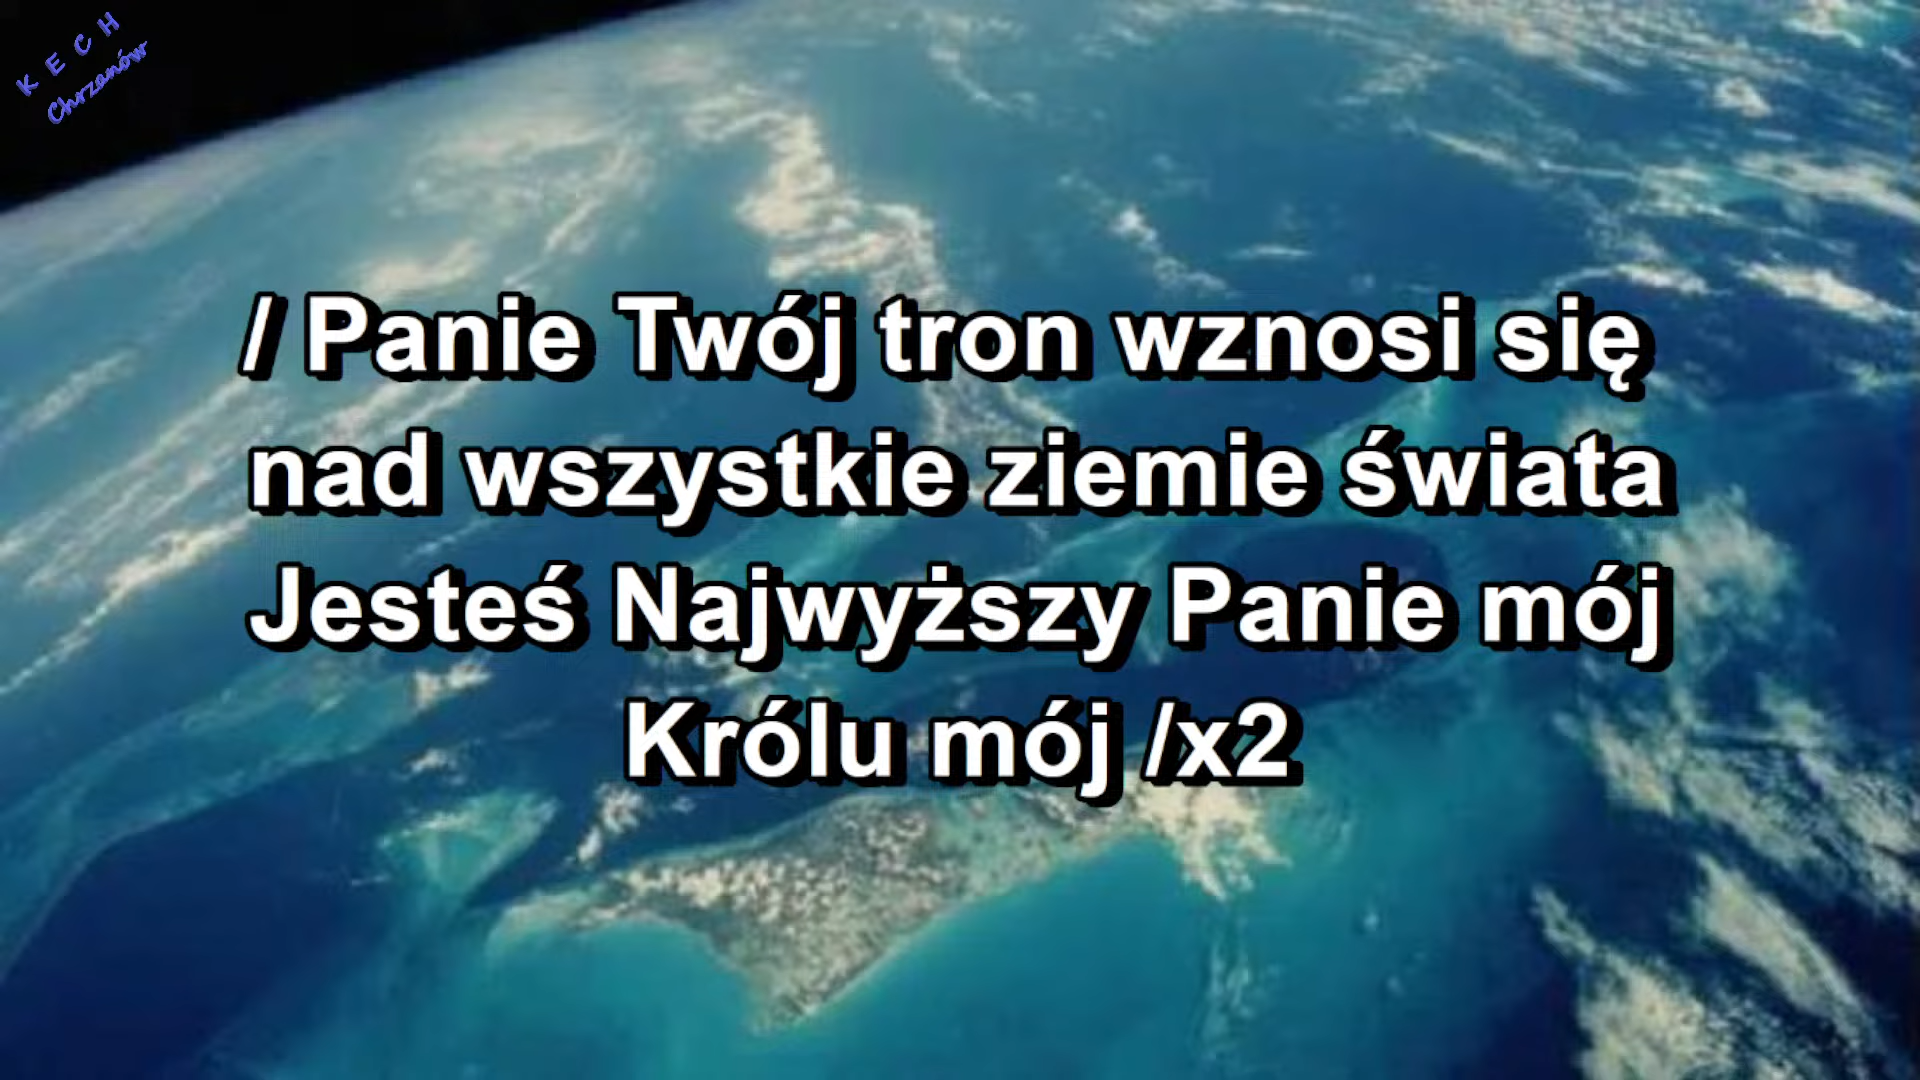 K E C H
Chrzanów
/ Panie Twój tron wznosi się
nad wszystkie ziemie świata
Jesteś Najwyższy Panie mój
Królu mój /x2